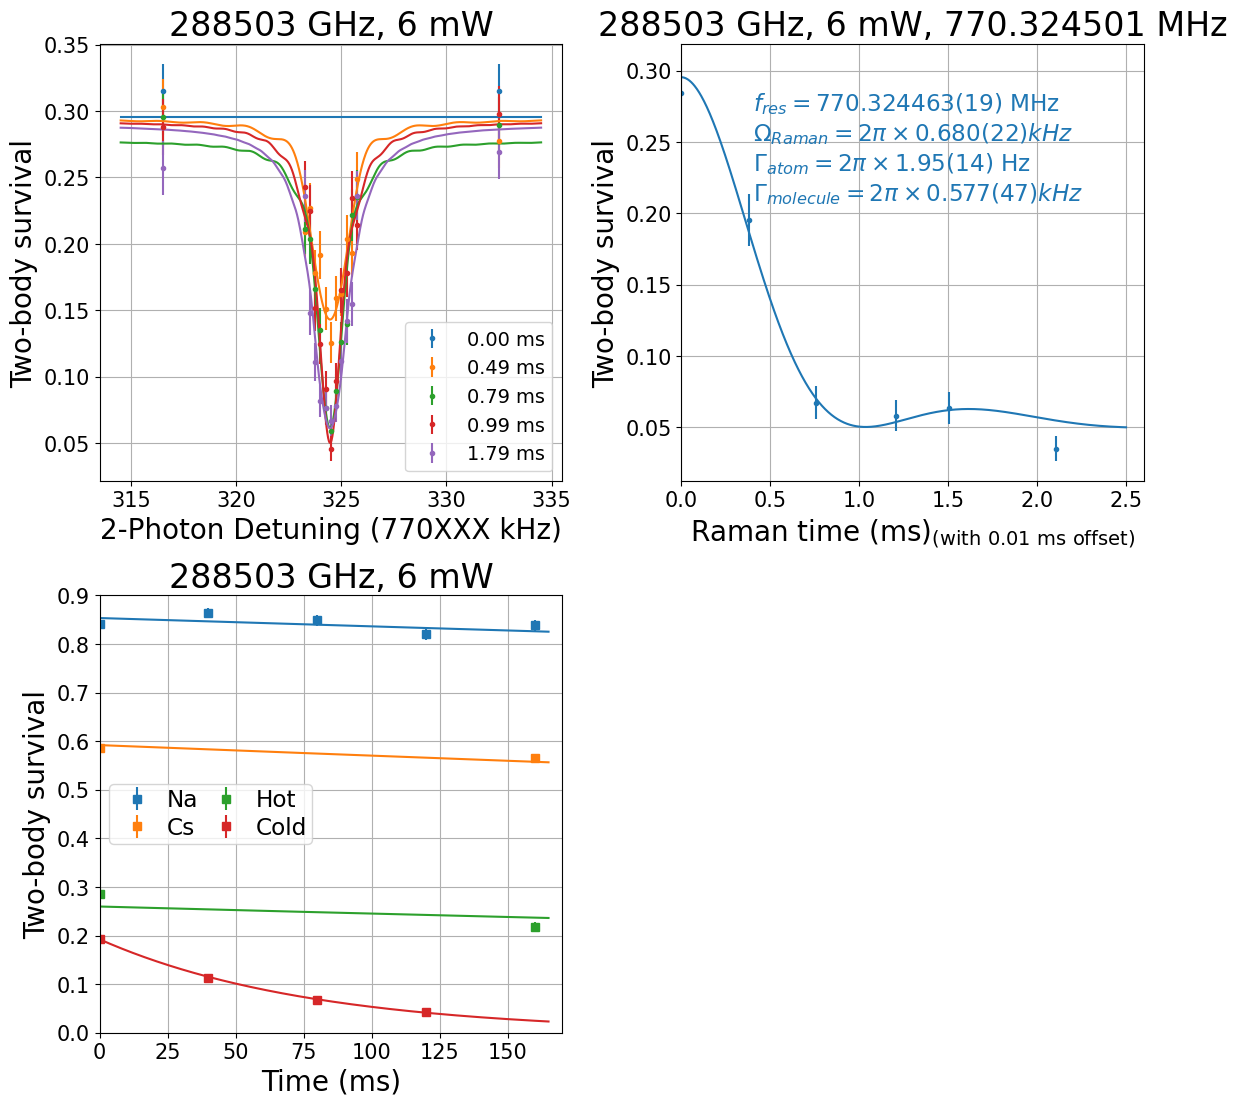 288503 GHz, 6 mW
0.35
0.30
0.25
0.20
0.15
0.10
0.05
Two-body survival
0.00 ms
0.49 ms
0.79 ms
0.99 ms
1.79 ms
315 320 325 330 335
2-Photon Detuning (770XXX kHz)
288503 GHz, 6 mW, 770.324501 MHz
0.30
0.25
0.20
0.15
0.10
0.05
Two-body survival
f_res = 770.324463(19) MHz
Ω_Raman = 2π × 0.680(22)kHz
Γ_atom = 2π × 1.95(14) Hz
Γ_molecule = 2π × 0.577(47)kHz
0.0 0.5 1.0 1.5 2.0 2.5
Raman time (ms)(with 0.01 ms offset)
288503 GHz, 6 mW
0.9
0.8
0.7
0.6
0.5
0.4
0.3
0.2
0.1
0.0
Two-body survival
Na Hot
Cs Cold
0 25 50 75 100 125 150
Time (ms)